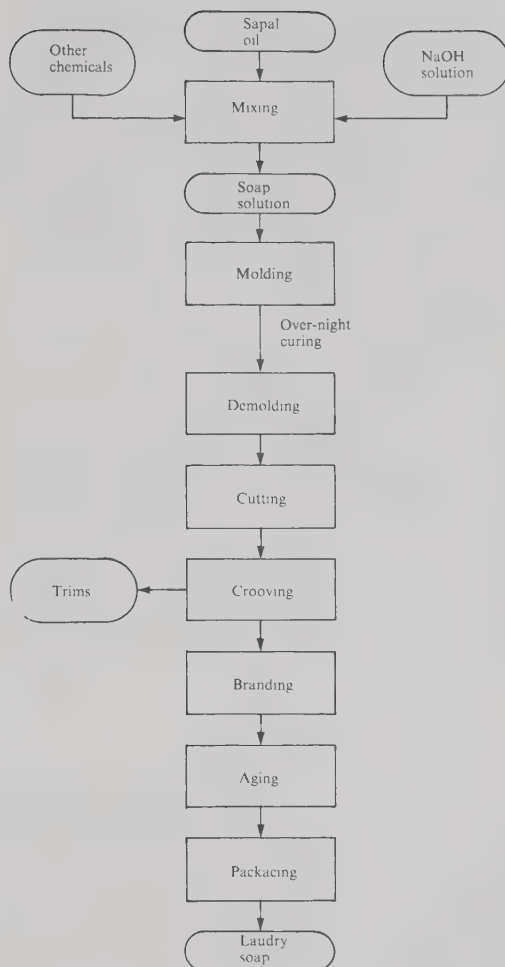 Sapal
oil
Other
chemicals
NaOH
solution
Mixing
Soap
solution
Molding
Over-night
curing
Demolding
Cutting
Trims
Crooving
Branding
Aging
Packacing
Laudry
soap